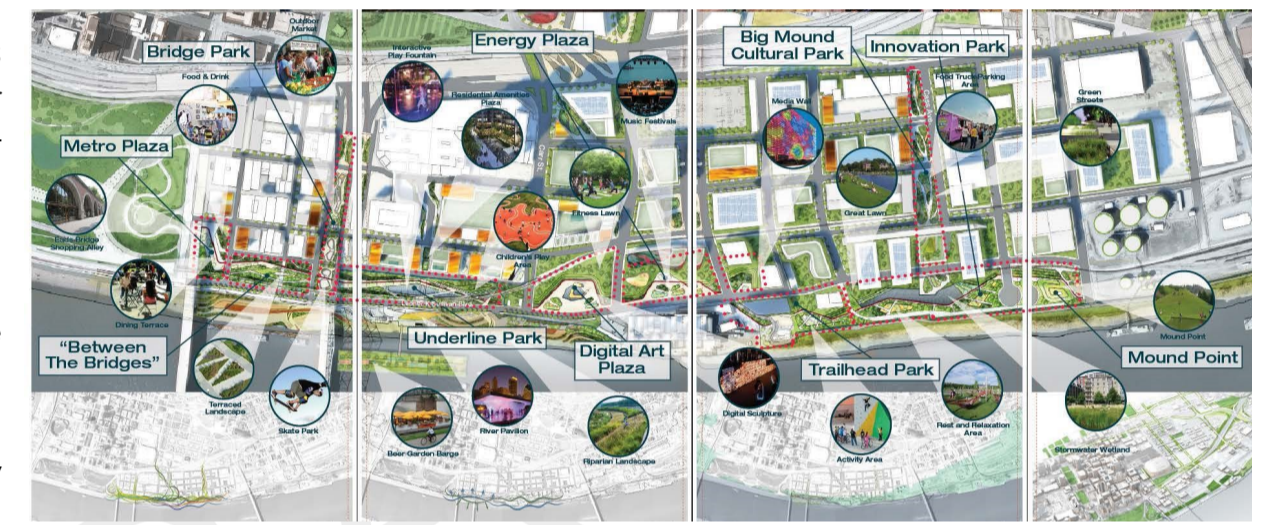 Outdoor
Market
Bridge Park
Food & Drink
Metro Plaza
Eads Bridge
Shopping Alley
Dining Terrace
"Between
The Bridges"
Terraced
Landscape
Skate Park
Energy Plaza
Interactive
Play Fountain
Residential Amenities
Plaza
Music Festivals
Carr St
Fitness Lawn
Children's Play
Area
Underline Park
Digital Art
Plaza
Beer Garden Barge
River Pavilion
Riparian Landscape
Big Mound
Cultural Park
Innovation Park
Media Wall
Food Truck Parking
Area
Great Lawn
Trailhead Park
Digital Sculpture
Activity Area
Rest and Relaxation
Area
Green
Streets
Mound Point
Mound Point
Stormwater Wetland